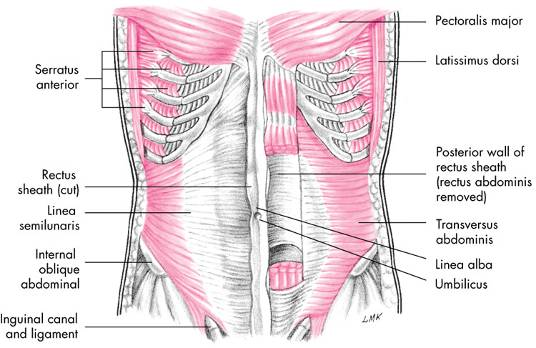 Serratus
anterior
Rectus
sheath (cut)
Linea
semilunaris
Internal
oblique
abdominal
Inguinal canal
and ligament
Pectoralis major
Latissimus dorsi
Posterior wall of
rectus sheath
(rectus abdominis
removed)
Transversus
abdominis
Linea alba
Umbilicus
LMK